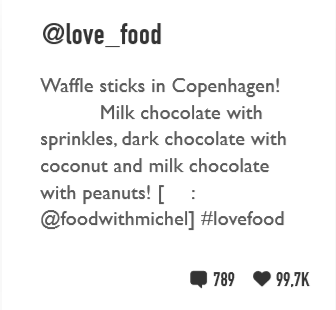 @love_food
Waffle sticks in Copenhagen!
Milk chocolate with
sprinkles, dark chocolate with
coconut and milk chocolate
with peanuts! [ :
@foodwithmichel] #lovefood
789 99,7K